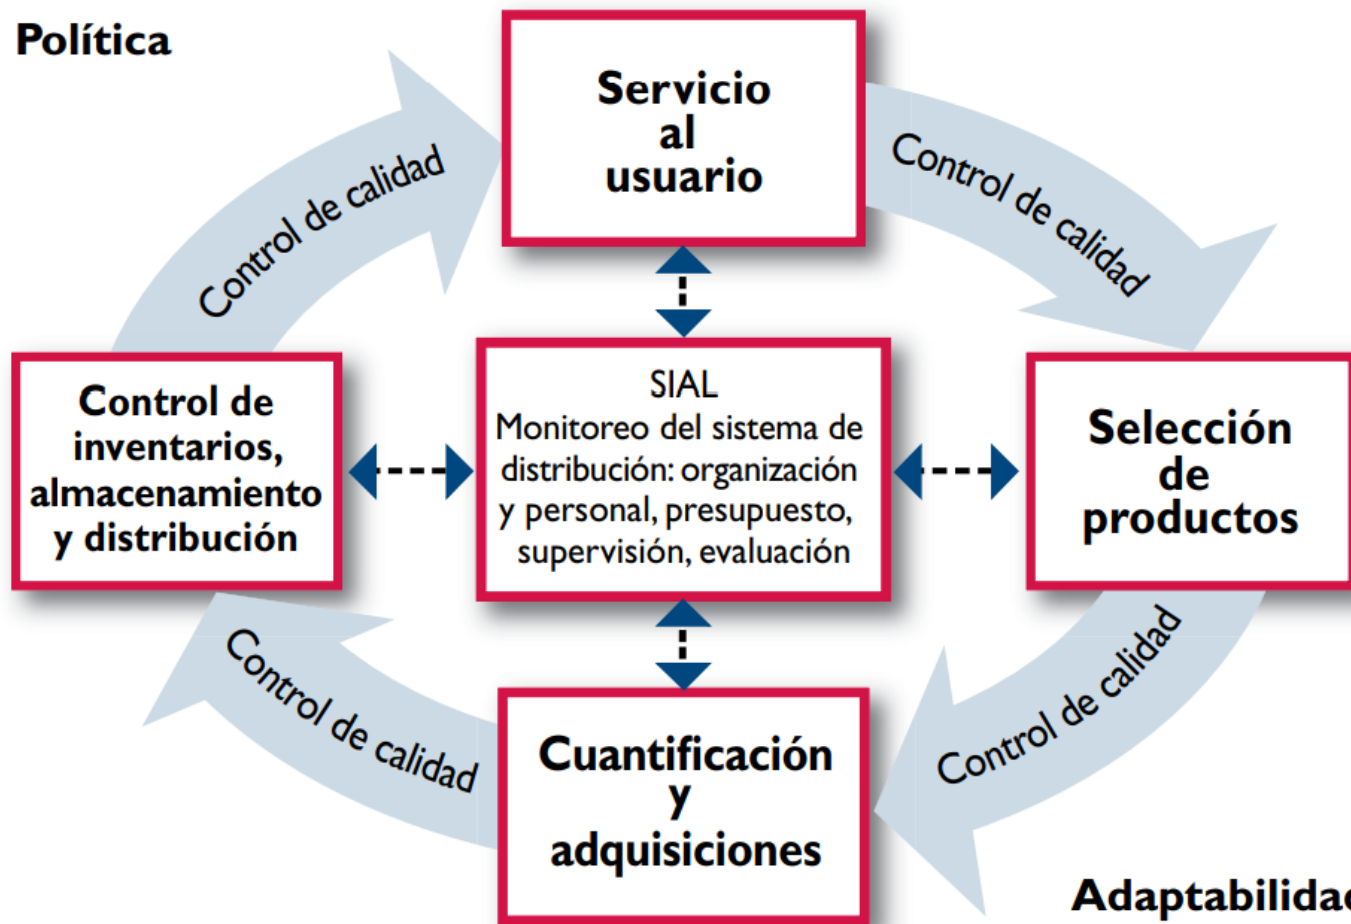 Política
Servicio
al
usuario
Control de calidad
Control de calidad
Control de
inventarios,
almacenamiento
y distribución
SIAL
Monitoreo del sistema de
distribución: organización
y personal, presupuesto,
supervisión, evaluación
Selección
de
productos
Control de calidad
Control de calidad
Cuantificación
y
adquisiciones
Adaptabilidad